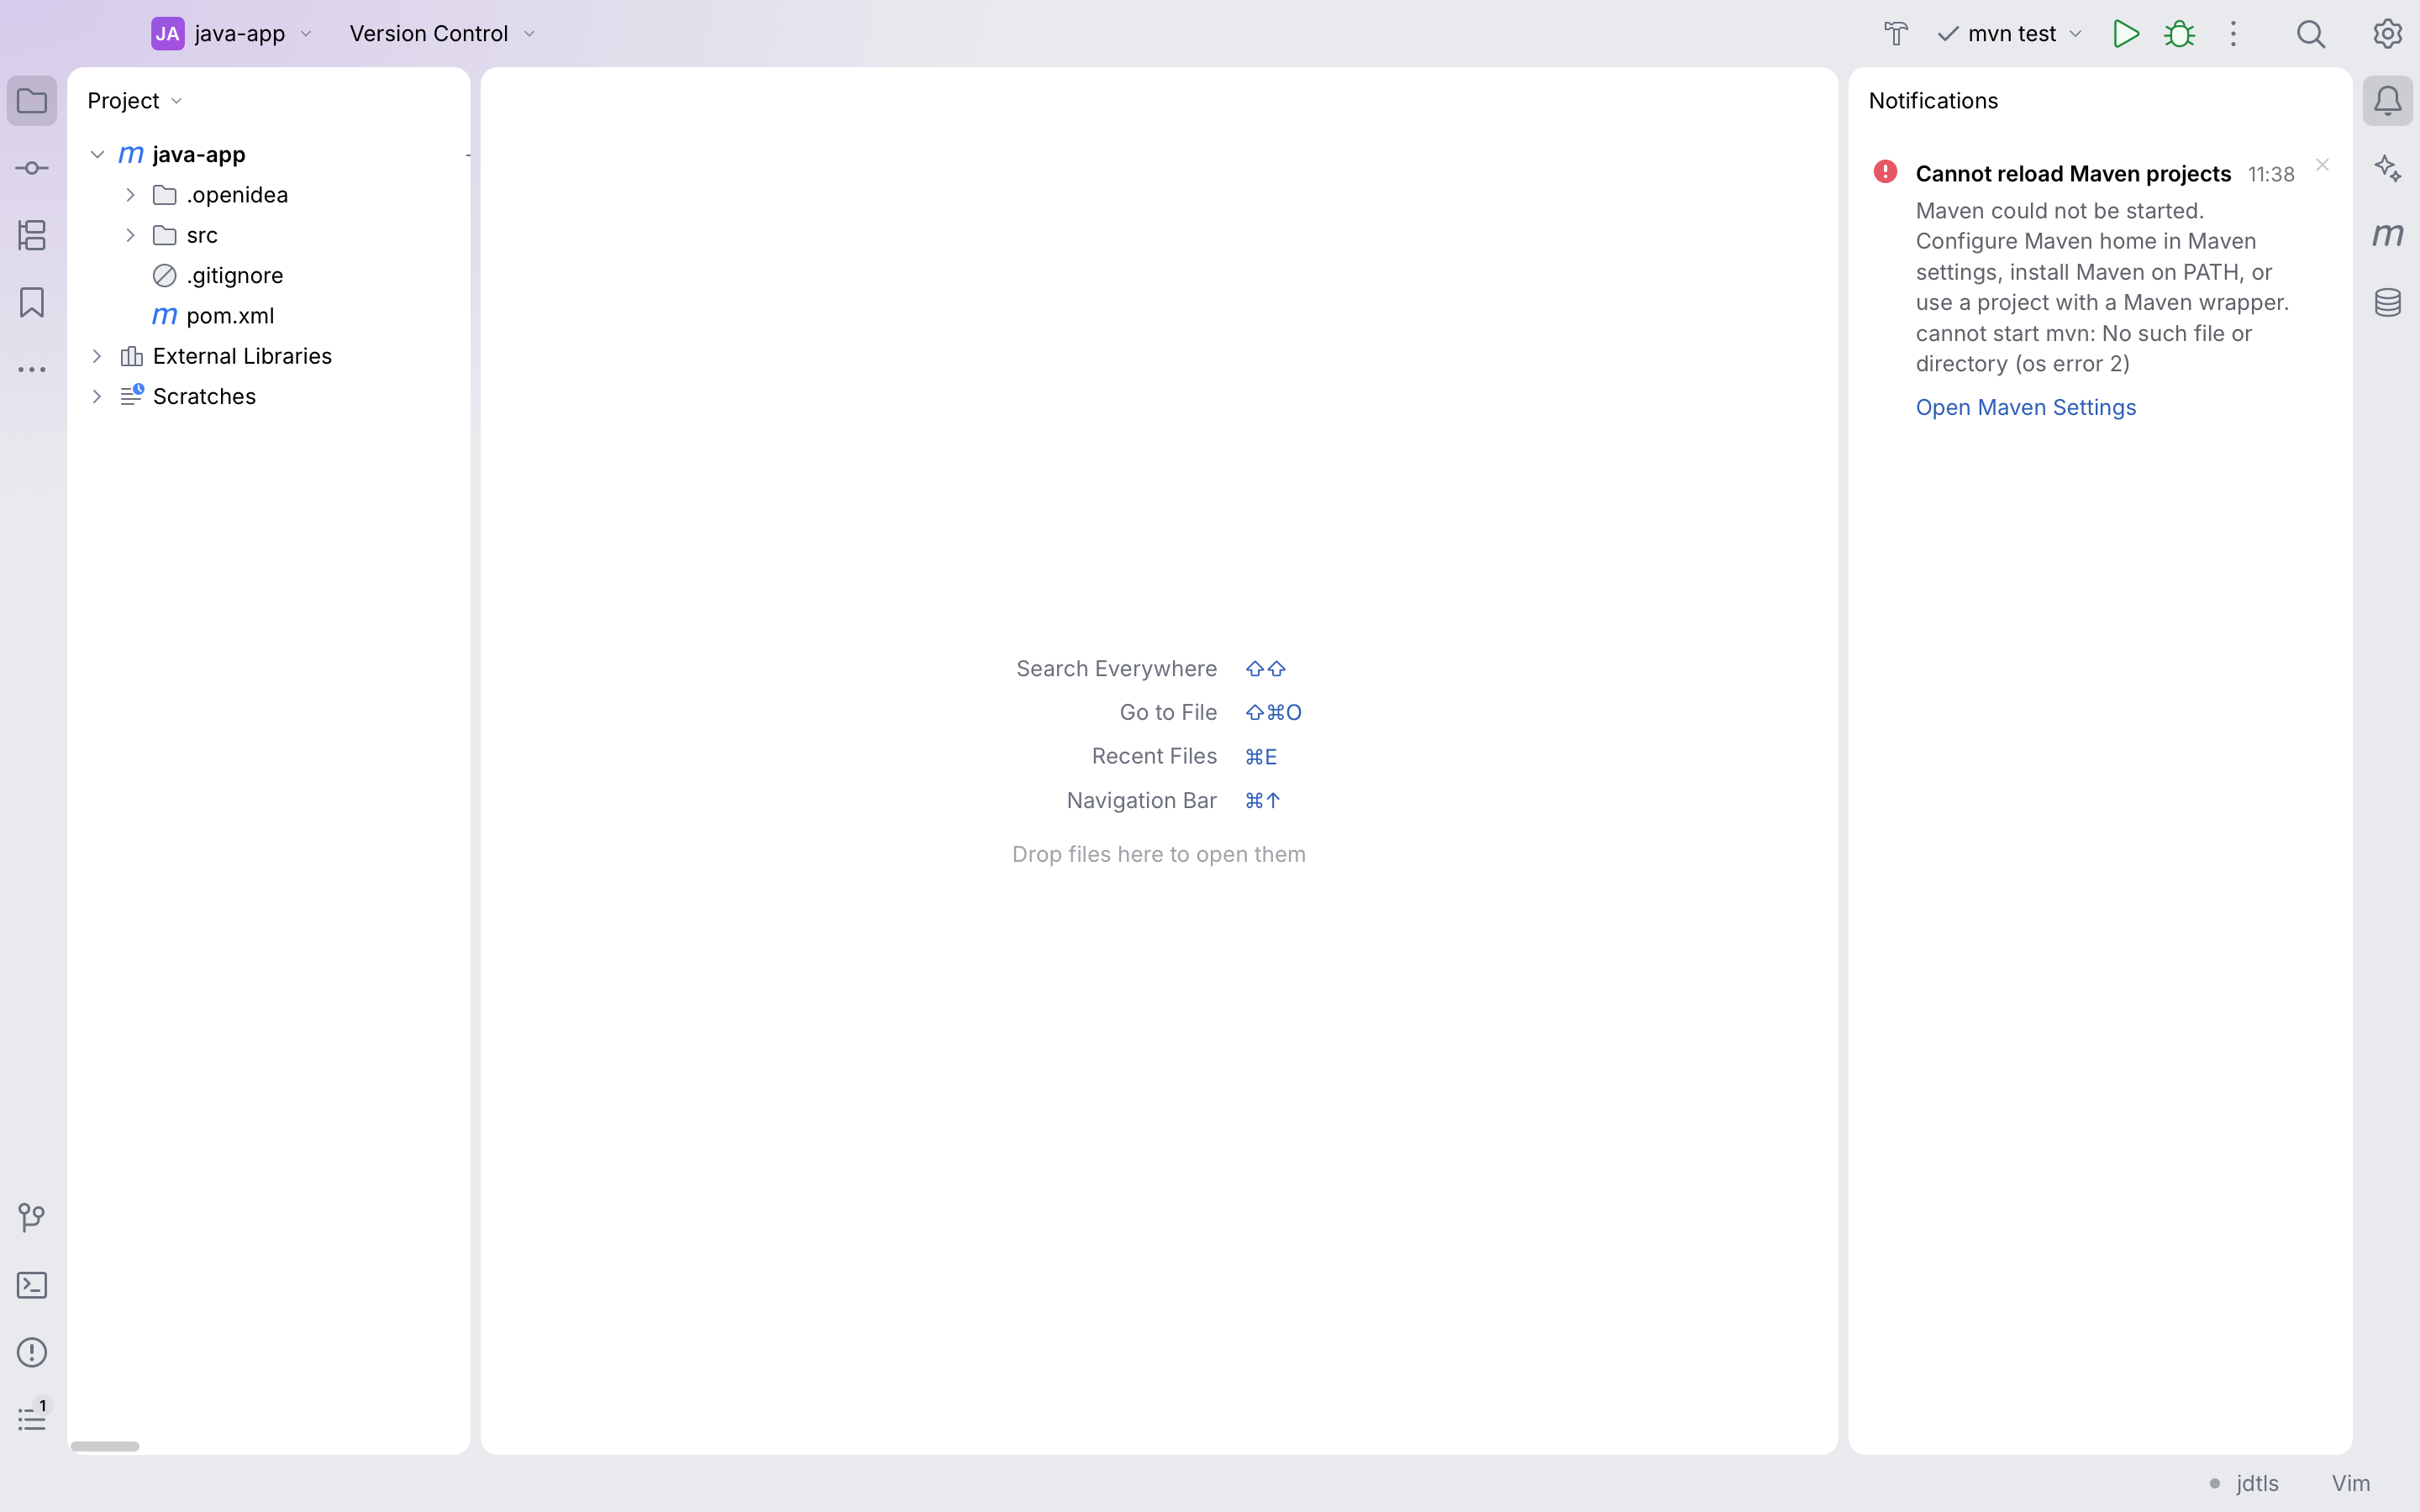 JA java-app Version Control mvn test
Project
java-app
.openidea
src
.gitignore
m pom.xml
External Libraries
Scratches
Search Everywhere ⇧⇧
Go to File ⇧⌘O
Recent Files ⌘E
Navigation Bar ⌘↑
Drop files here to open them
Notifications
Cannot reload Maven projects 11:38
Maven could not be started.
Configure Maven home in Maven
settings, install Maven on PATH, or
use a project with a Maven wrapper.
cannot start mvn: No such file or
directory (os error 2)
Open Maven Settings
m
1
jdtls Vim